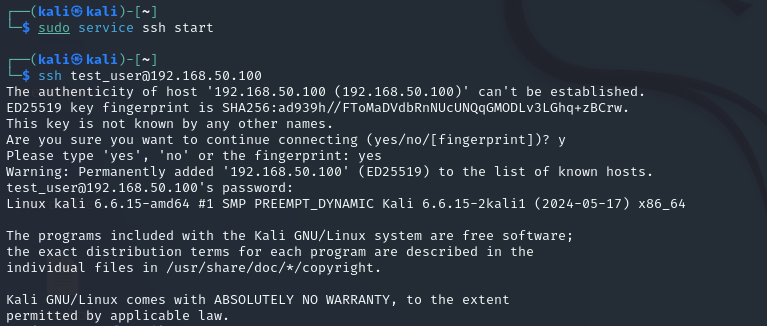 ┌──(kali㉿kali)-[~]
└─$ sudo service ssh start
┌──(kali㉿kali)-[~]
└─$ ssh test_user@192.168.50.100
The authenticity of host '192.168.50.100 (192.168.50.100)' can't be established.
ED25519 key fingerprint is SHA256:ad939h//FToMaDVdbRnNUcUNQqGMODLv3LGhq+zBCrw.
This key is not known by any other names.
Are you sure you want to continue connecting (yes/no/[fingerprint])? y
Please type 'yes', 'no' or the fingerprint: yes
Warning: Permanently added '192.168.50.100' (ED25519) to the list of known hosts.
test_user@192.168.50.100's password:
Linux kali 6.6.15-amd64 #1 SMP PREEMPT_DYNAMIC Kali 6.6.15-2kali1 (2024-05-17) x86_64
The programs included with the Kali GNU/Linux system are free software;
the exact distribution terms for each program are described in the
individual files in /usr/share/doc/*/copyright.
Kali GNU/Linux comes with ABSOLUTELY NO WARRANTY, to the extent
permitted by applicable law.